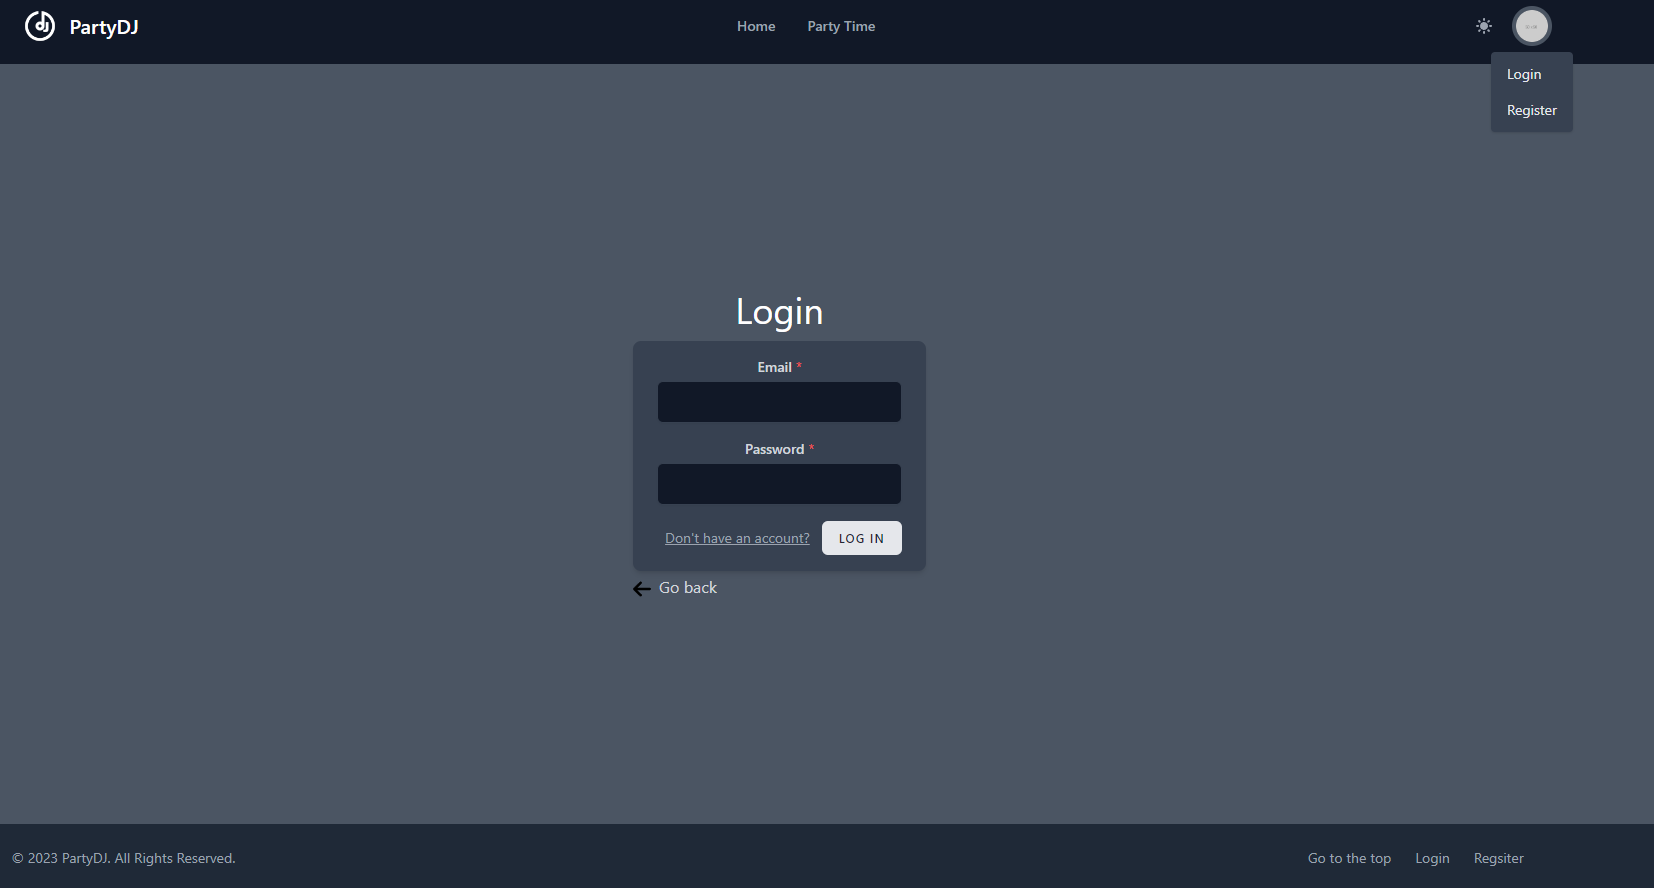 PartyDJ
Home
Party Time
Login
Register
Login
Email *
Password *
Don't have an account?
LOG IN
Go back
© 2023 PartyDJ. All Rights Reserved.
Go to the top
Login
Regsiter